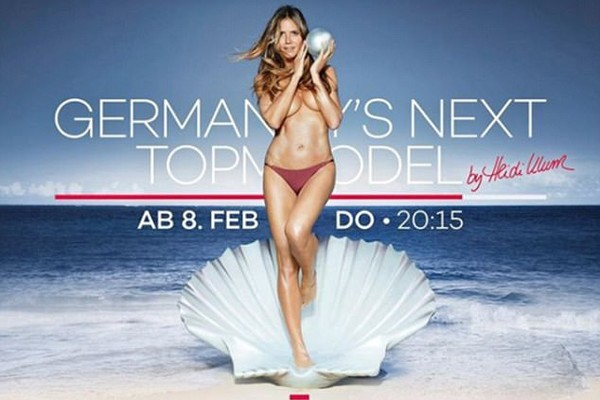 GERMANY'S NEXT
TOPMODEL by Heidi Klum
AB 8. FEB DO • 20:15